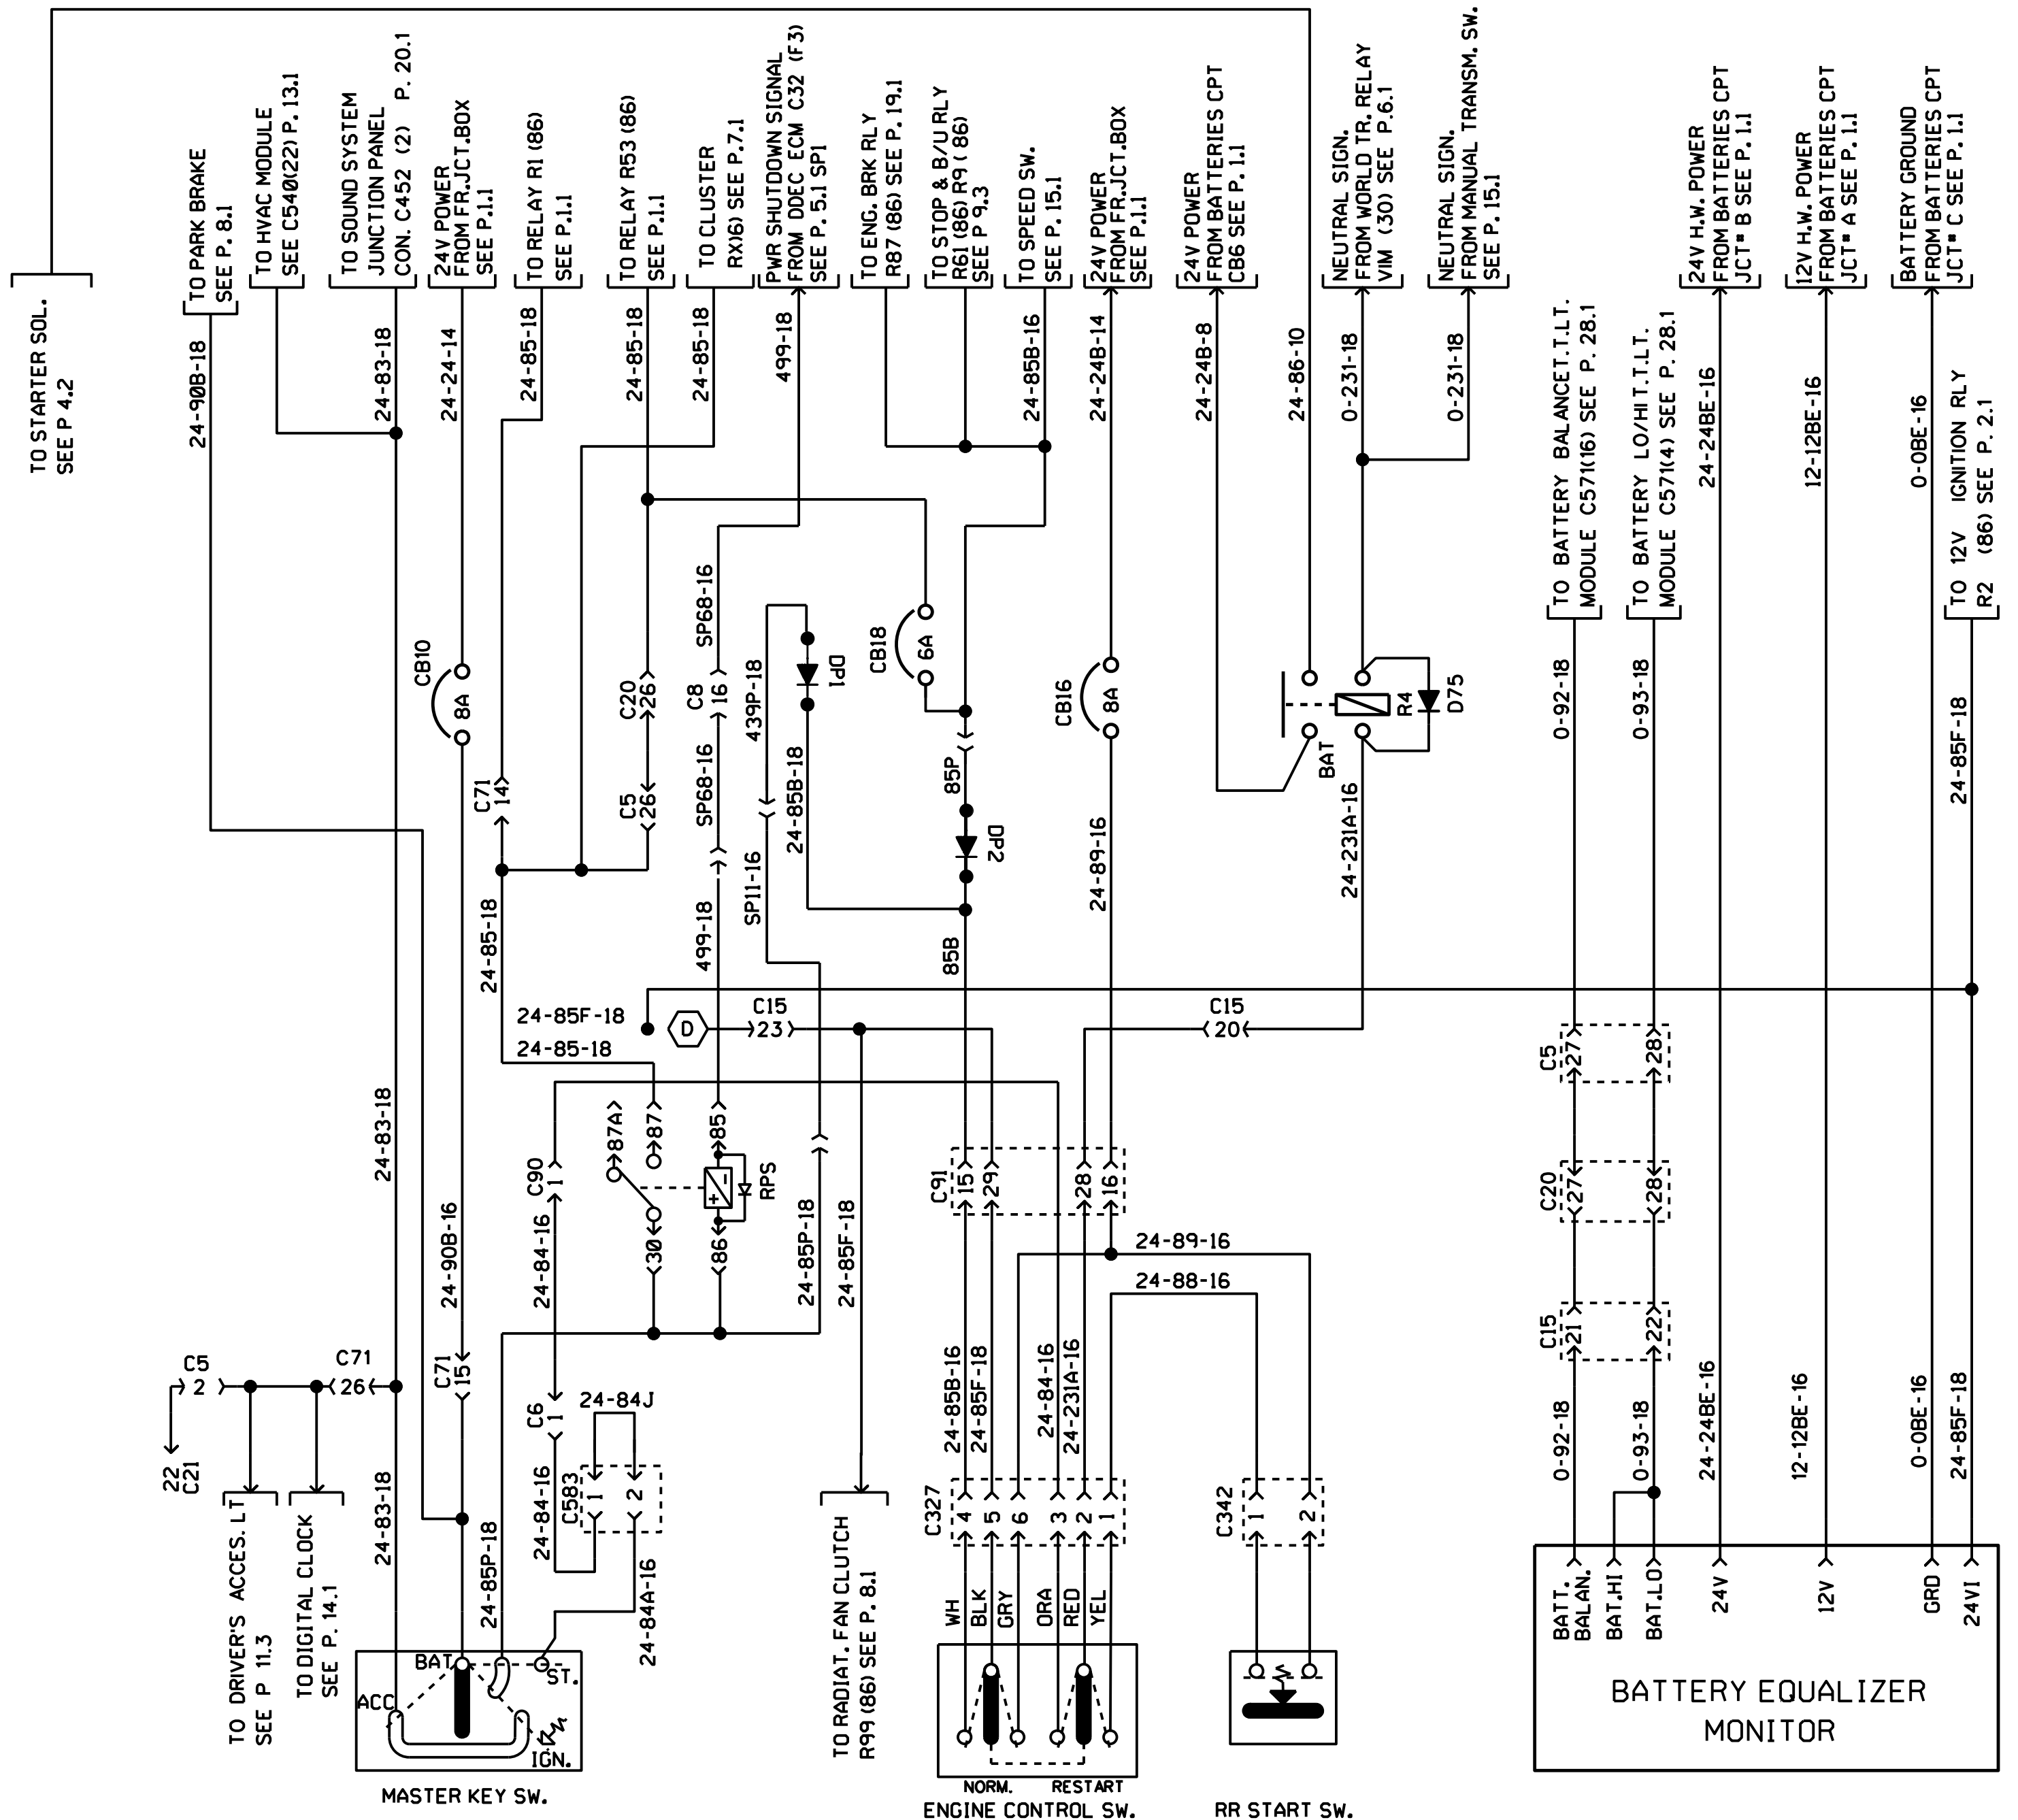 TO STARTER SOL.
SEE P 4.2
TO PARK BRAKE
SEE P. 8.1
TO HVAC MODULE
SEE C540(22) P. 13.1
TO SOUND SYSTEM
JUNCTION PANEL
CON. C452 (2) P. 20.1
24V POWER
FROM FR.JCT.BOX
SEE P.1.1
TO RELAY R1 (86)
SEE P.1.1
TO RELAY R53 (86)
SEE P.1.1
TO CLUSTER
RX)6) SEE P.7.1
PWR SHUTDOWN SIGNAL
FROM DDEC ECM C32 (F3)
SEE P. 5.1 SP1
TO ENG. BRK RLY
R87 (86) SEE P. 19.1
TO STOP & B/U RLY
R61 (86) R9 ( 86)
SEE P 9.3
TO SPEED SW.
SEE P. 15.1
24V POWER
FROM FR.JCT.BOX
SEE P.1.1
24V POWER
FROM BATTERIES CPT
CB6 SEE P. 1.1
NEUTRAL SIGN.
FROM WORLD TR. RELAY
VIM (30) SEE P.6.1
NEUTRAL SIGN.
FROM MANUAL TRANSM. SW.
SEE P. 15.1
TO BATTERY BALANCET.T.LT.
MODULE C571(16) SEE P. 28.1
TO BATTERY LO/HI T.T.LT.
MODULE C571(4) SEE P. 28.1
24V H.W. POWER
FROM BATTERIES CPT
JCT# B SEE P. 1.1
12V H.W. POWER
FROM BATTERIES CPT
JCT# A SEE P. 1.1
BATTERY GROUND
FROM BATTERIES CPT
JCT# C SEE P. 1.1
TO 12V IGNITION RLY
R2 (86) SEE P. 2.1
24-90B-18
24-83-18
24-24-14
24-85-18
24-85-18
24-85-18
499-18
24-85B-16
24-24B-14
24-24B-8
24-86-10
0-231-18
0-231-18
24-24BE-16
12-12BE-16
0-0BE-16
CB10
8A
C71
14
C20
26
C5
26
SP68-16
C8
16
SP68-16
439P-18
DP1
24-85B-18
SP11-16
CB18
6A
85P
DP2
CB16
8A
BAT
R4
D75
0-92-18
0-93-18
24-85F-18
24-85-18
499-18
85B
24-89-16
24-231A-16
24-85F-18
D
C15
23
C15
20
24-85-18
C5
27
28
24-83-18
24-90B-16
C90
1
24-84-16
87A
87
85
RPS
30
86
24-85P-18
24-85F-18
C91
15
29
28
16
24-89-16
24-88-16
C20
27
28
C15
21
22
C5
2
C71
26
C71
15
22
C21
C6
1
24-84J
24-84-16
C583
1
2
24-85B-16
24-85F-18
24-84-16
24-231A-16
0-92-18
0-93-18
24-24BE-16
12-12BE-16
0-0BE-16
24-85F-18
TO DRIVER'S ACCES. LT
SEE P 11.3
TO DIGITAL CLOCK
SEE P. 14.1
24-83-18
24-85P-18
24-84A-16
TO RADIAT. FAN CLUTCH
R99 (86) SEE P. 8.1
C327
4
5
6
3
2
1
C342
1
2
WH
BLK
GRY
ORA
RED
YEL
BATT.
BALAN.
BAT.HI
BAT.LO
24V
12V
GRD
24VI
BAT
ST.
ACC
IGN.
MASTER KEY SW.
NORM.
RESTART
ENGINE CONTROL SW.
RR START SW.
BATTERY EQUALIZER
MONITOR